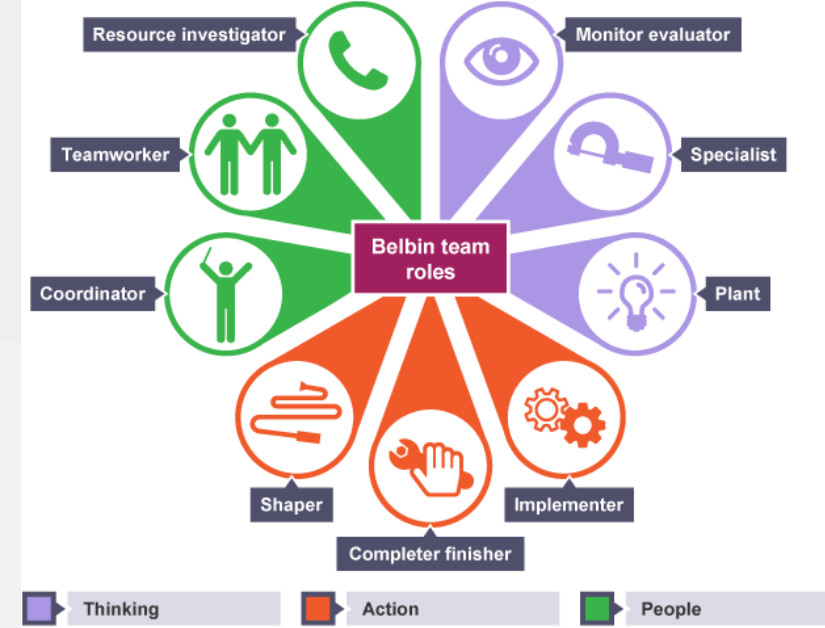 Resource investigator
Monitor evaluator
Teamworker
Specialist
Belbin team
roles
Coordinator
Plant
Shaper
Implementer
Completer finisher
Thinking
Action
People